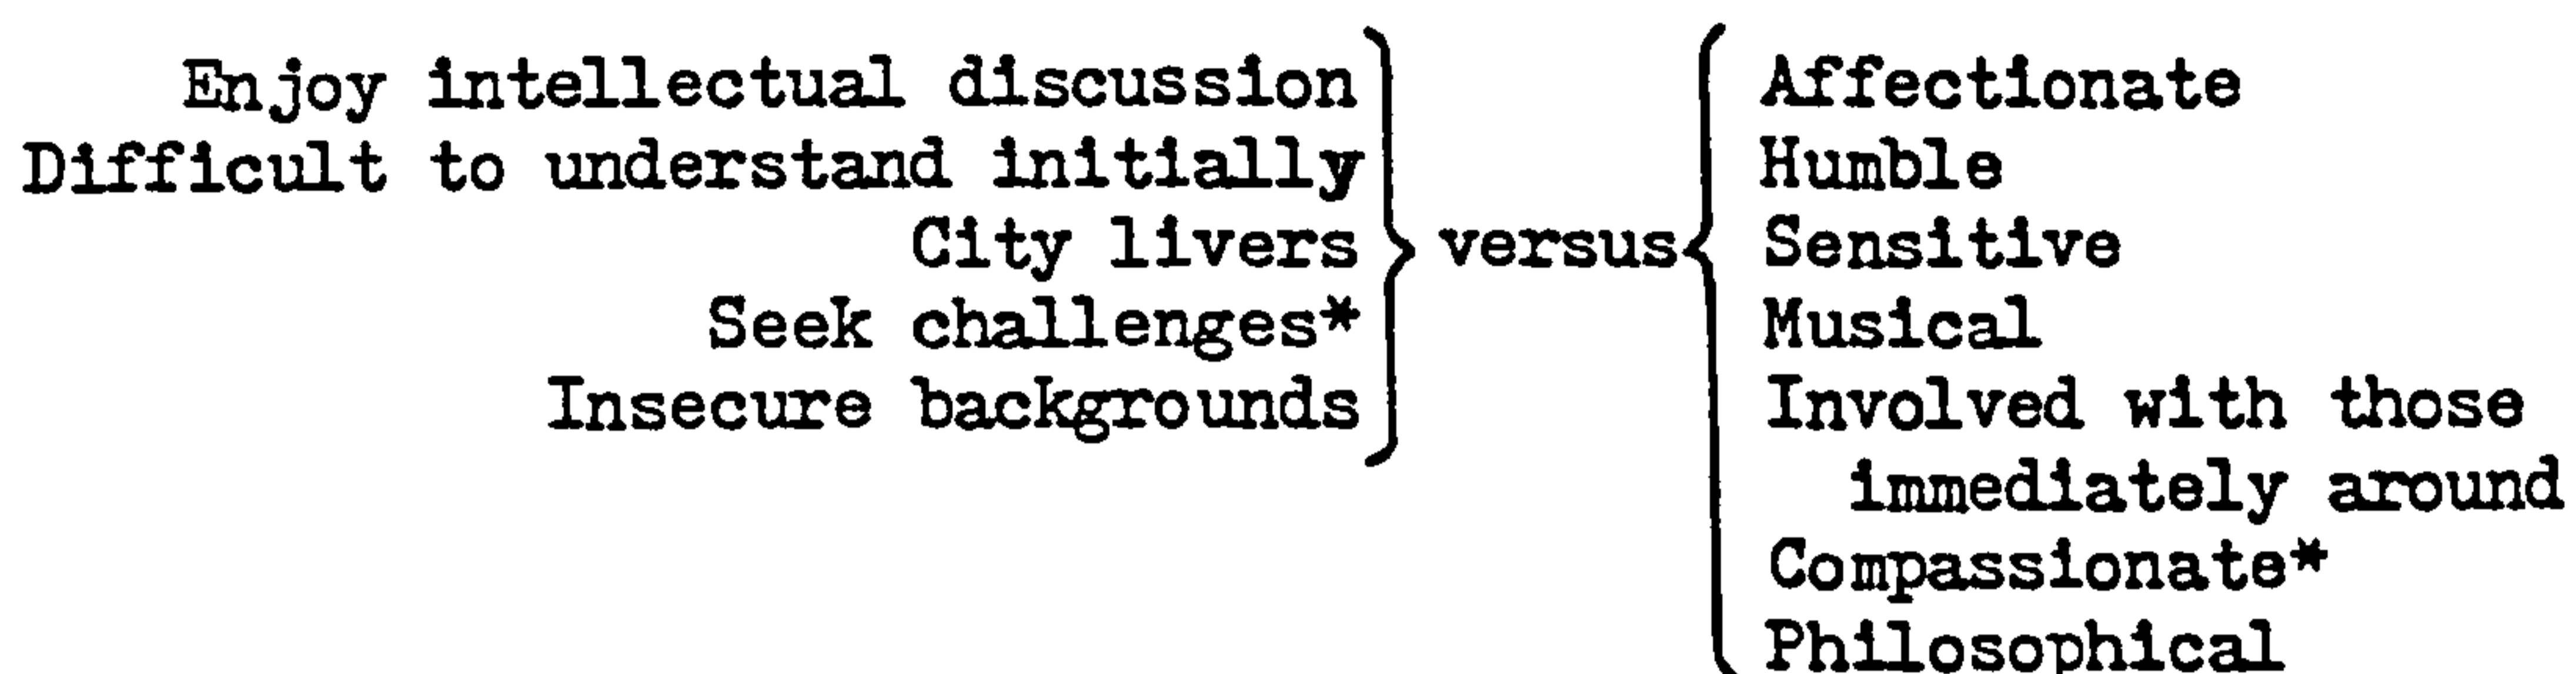 Enjoy intellectual discussion
Difficult to understand initially
City livers
Seek challenges*
Insecure backgrounds
versus
Affectionate
Humble
Sensitive
Musical
Involved with those
immediately around
Compassionate*
Philosophical